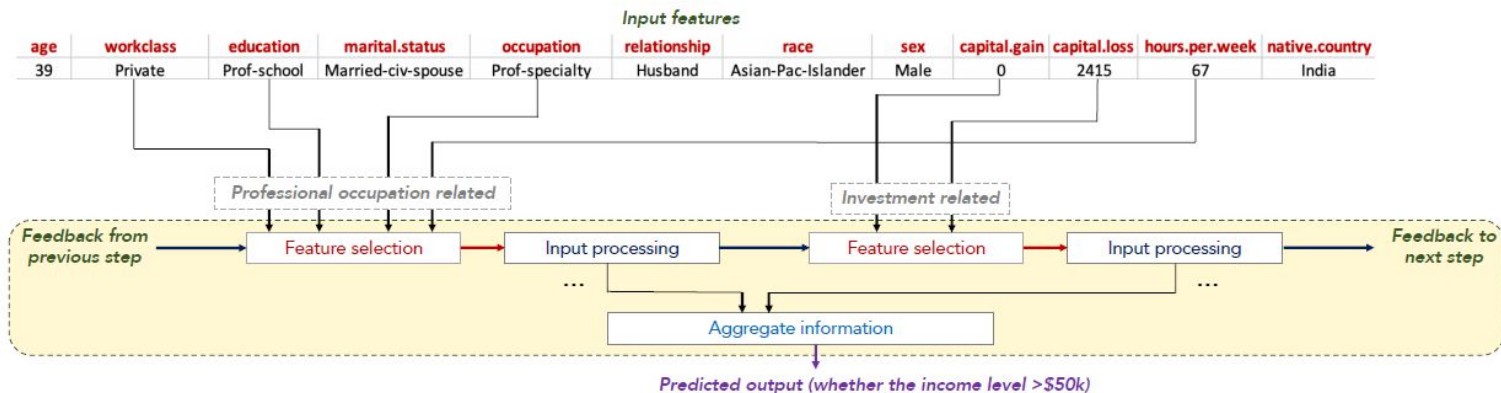 Input features
age workclass education marital.status occupation relationship race sex capital.gain capital.loss hours.per.week native.country
39 Private Prof-school Married-civ-spouse Prof-specialty Husband Asian-Pac-Islander Male 0 2415 67 India
Professional occupation related
Investment related
Feedback from
previous step
Feature selection
Input processing
Feature selection
Input processing
Feedback to
next step
...
...
Aggregate information
Predicted output (whether the income level >$50k)